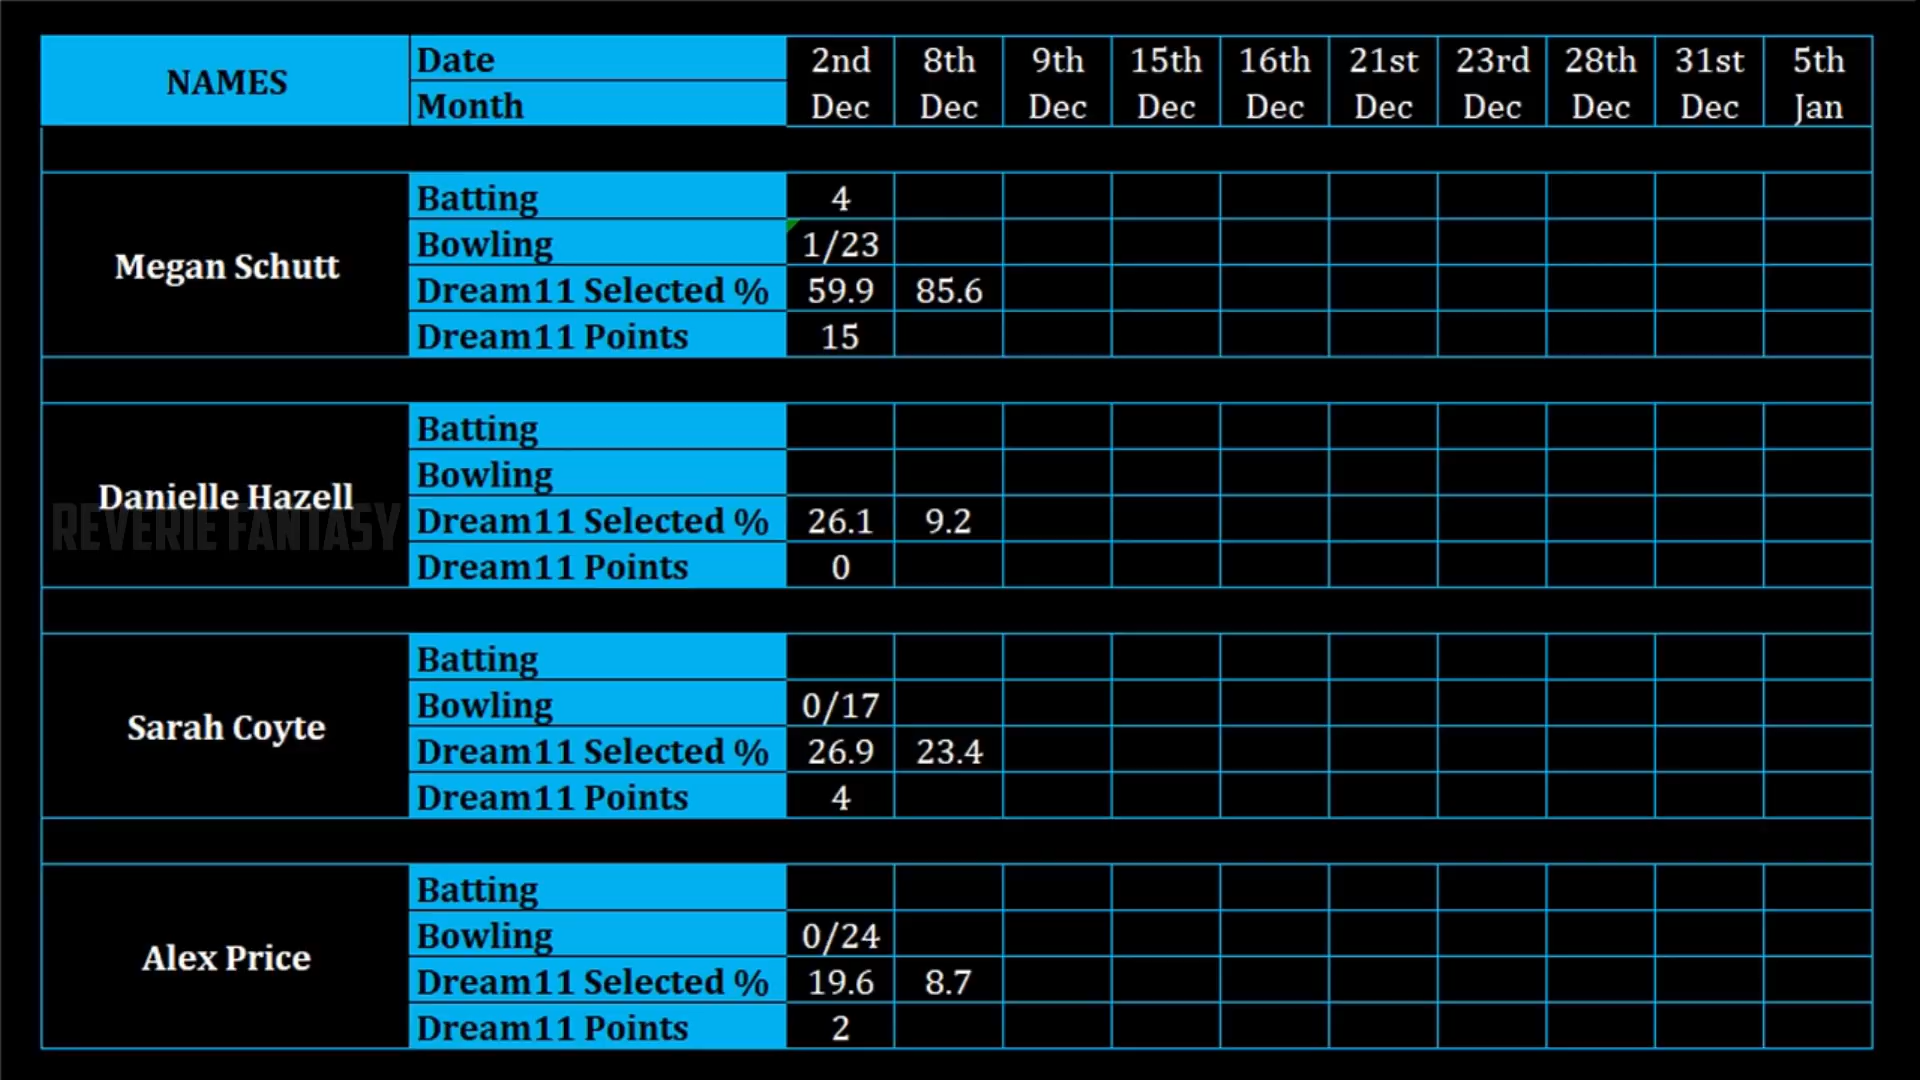 NAMES Date 2nd 8th 9th 15th 16th 21st 23rd 28th 31st 5th
Month Dec Dec Dec Dec Dec Dec Dec Dec Dec Jan
Megan Schutt
Batting 4
Bowling 1/23
Dream11 Selected % 59.9 85.6
Dream11 Points 15
Danielle Hazell
REVERIE FANTASY
Batting
Bowling
Dream11 Selected % 26.1 9.2
Dream11 Points 0
Sarah Coyte
Batting
Bowling 0/17
Dream11 Selected % 26.9 23.4
Dream11 Points 4
Alex Price
Batting
Bowling 0/24
Dream11 Selected % 19.6 8.7
Dream11 Points 2